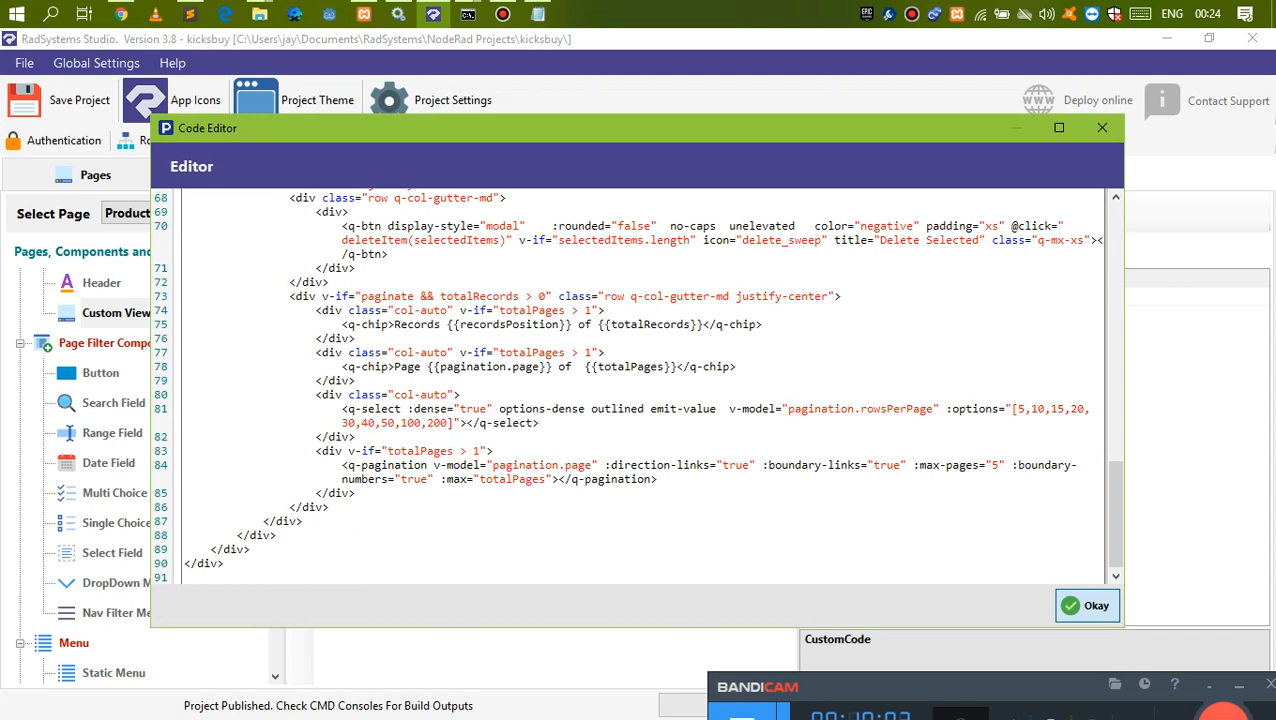 ENG 00:24
RadSystems Studio. Version 3.8 - kicksbuy [C:\Users\jay\Documents\RadSystems\NodeRad Projects\kicksbuy\]
File Global Settings Help
Save Project App Icons Project Theme Project Settings Deploy online Contact Support
Authentication Ro
Code Editor
Editor
Pages
Select Page Product
Pages, Components and
Header
Custom View
Page Filter Compo
Button
Search Field
Range Field
Date Field
Multi Choice
Single Choice
Select Field
DropDown M
Nav Filter Me
Menu
Static Menu
68 <div class="row q-col-gutter-md">
69 <div>
70 <q-btn display-style="modal" :rounded="false" no-caps unelevated color="negative" padding="xs" @click="
deleteItem(selectedItems)" v-if="selectedItems.length" icon="delete_sweep" title="Delete Selected" class="q-mx-xs"><
/q-btn>
71 </div>
72 </div>
73 <div v-if="paginate && totalRecords > 0" class="row q-col-gutter-md justify-center">
74 <div class="col-auto" v-if="totalPages > 1">
75 <q-chip>Records {{recordsPosition}} of {{totalRecords}}</q-chip>
76 </div>
77 <div class="col-auto" v-if="totalPages > 1">
78 <q-chip>Page {{pagination.page}} of {{totalPages}}</q-chip>
79 </div>
80 <div class="col-auto">
81 <q-select :dense="true" options-dense outlined emit-value v-model="pagination.rowsPerPage" :options="[5,10,15,20,
30,40,50,100,200]"></q-select>
82 </div>
83 <div v-if="totalPages > 1">
84 <q-pagination v-model="pagination.page" :direction-links="true" :boundary-links="true" :max-pages="5" :boundary-
numbers="true" :max="totalPages"></q-pagination>
85 </div>
86 </div>
87 </div>
88 </div>
89 </div>
90 </div>
91
Okay
CustomCode
Project Published. Check CMD Consoles For Build Outputs
BANDICAM